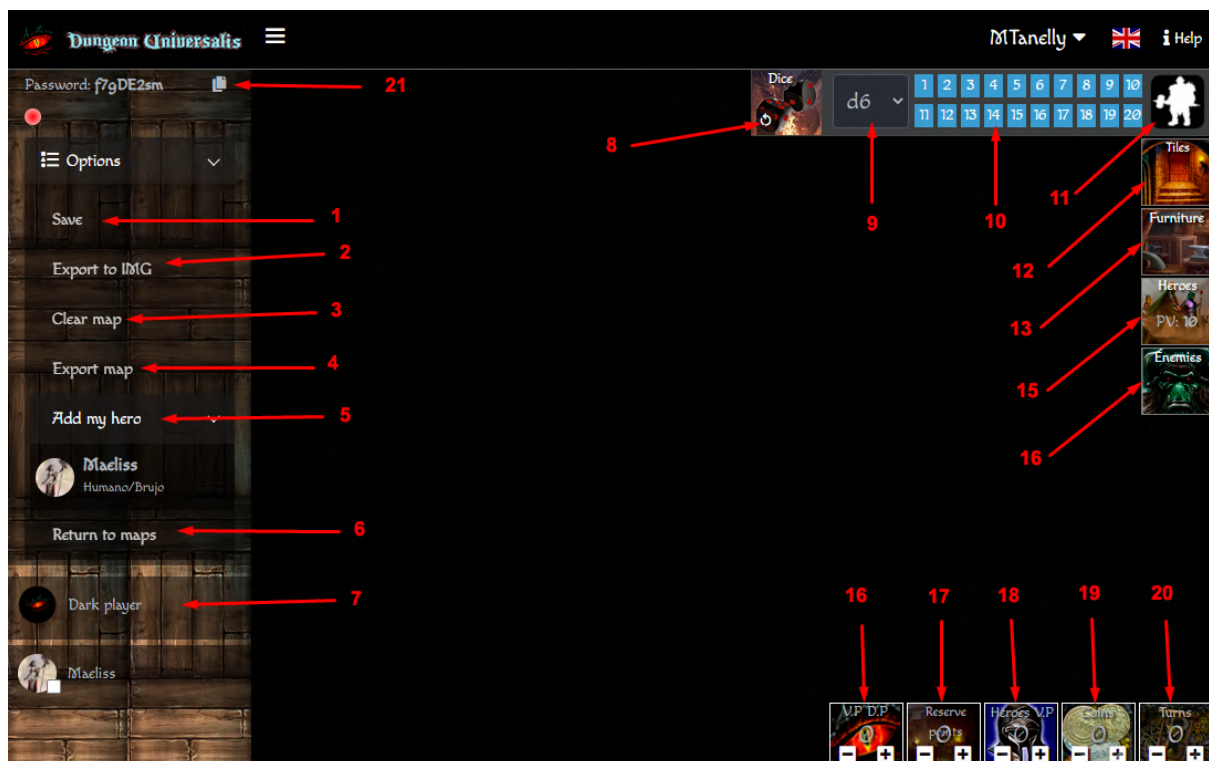 Dungeon Universalis
MTanelly
Help
Password: f7gDE2sm
21
Dice
d6
1 2 3 4 5 6 7 8 9 10
11 12 13 14 15 16 17 18 19 20
8
9
10
11
Options
Tiles
12
Save
1
Furniture
13
Export to IMG
2
Heroes
PV: 10
15
Clear map
3
Export map
4
Énemies
16
Add my hero
5
Maeliss
Humano/Brujo
Return to maps
6
Dark player
7
Maeliss
16
17
18
19
20
V.P D.P
0
Reserve
points
0
Heroes V.P
0
Coins
0
Turns
0